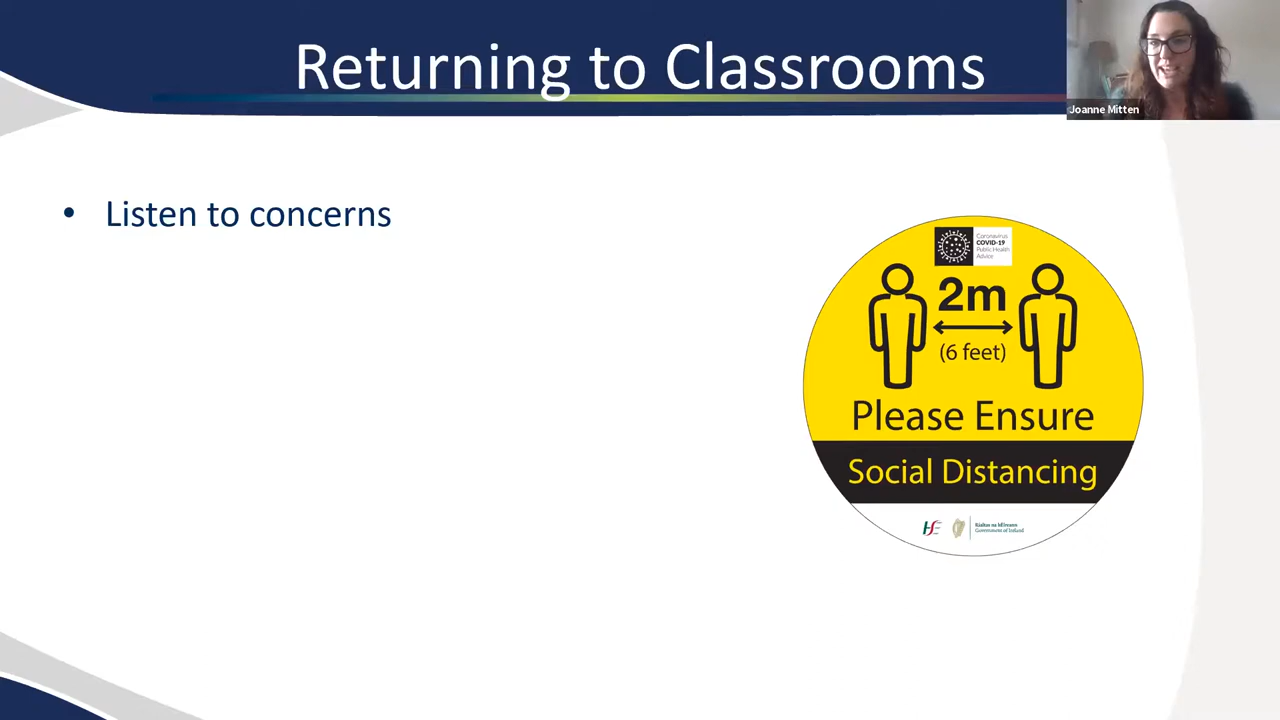 Returning to Classrooms
Joanne Mitten
• Listen to concerns
Coronavirus
COVID-19
Public Health
Advice
2m
(6 feet)
Please Ensure
Social Distancing
Rialtas na hÉireann
Government of Ireland